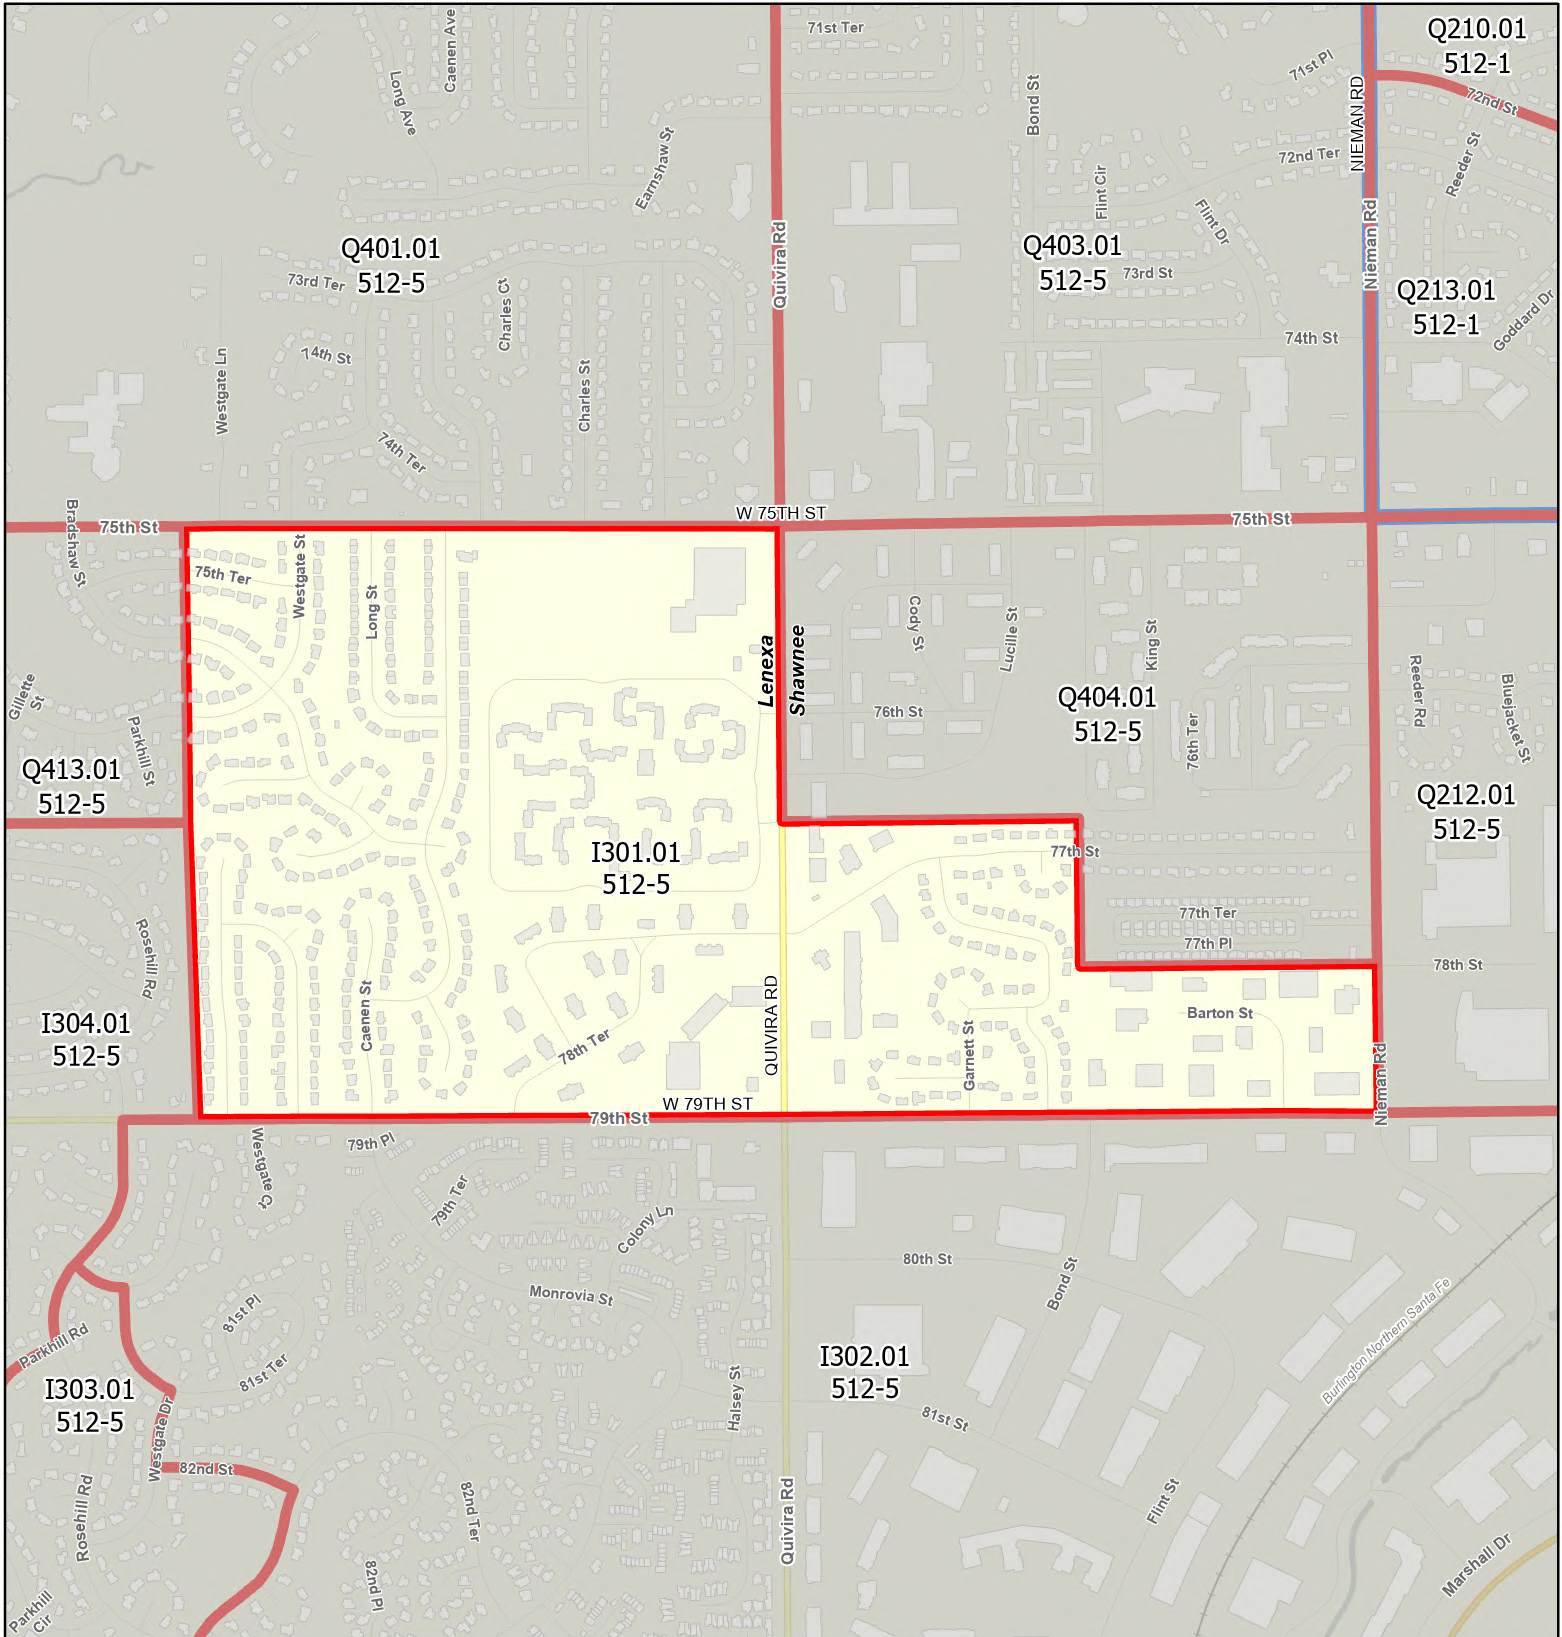 71st Ter
Caenen Ave
Long Ave
Bond St
71st Pl
NIEMAN RD
Q210.01
512-1
72nd St
Earnshaw St
72nd Ter
Reeder St
Flint Cir
Flint Dr
Nieman Rd
Quivira Rd
Q401.01
512-5
Q403.01
512-5
73rd St
73rd Ter
Q213.01
512-1
Goddard Dr
Charles Ct
74th St
74th St
Westgate Ln
Charles St
74th Ter
W 75TH ST
75th St
75th St
Bradshaw St
75th Ter
Westgate St
Long St
Lenexa
Shawnee
Cody St
Lucille St
King St
Gillette
St
Parkhill St
76th St
76th Ter
Q404.01
512-5
Reeder Rd
Bluejacket St
Q413.01
512-5
Q212.01
512-5
I301.01
512-5
77th St
77th Ter
77th Pl
78th St
Rosehill Rd
I304.01
512-5
Caenen St
78th Ter
QUIVIRA RD
Garnett St
Barton St
Nieman Rd
W 79TH ST
79th St
Westgate Ct
79th Pl
79th Ter
Colony Ln
80th St
Bond St
Monrovia St
81st Pl
Parkhill Rd
81st Ter
I303.01
512-5
Westgate Dr
Halsey St
I302.01
512-5
81st St
Burlington Northern Santa Fe
82nd St
Rosehill Rd
82nd Ter
Quivira Rd
Flint St
Marshall Dr
82nd Pl
Parkhill
Cir